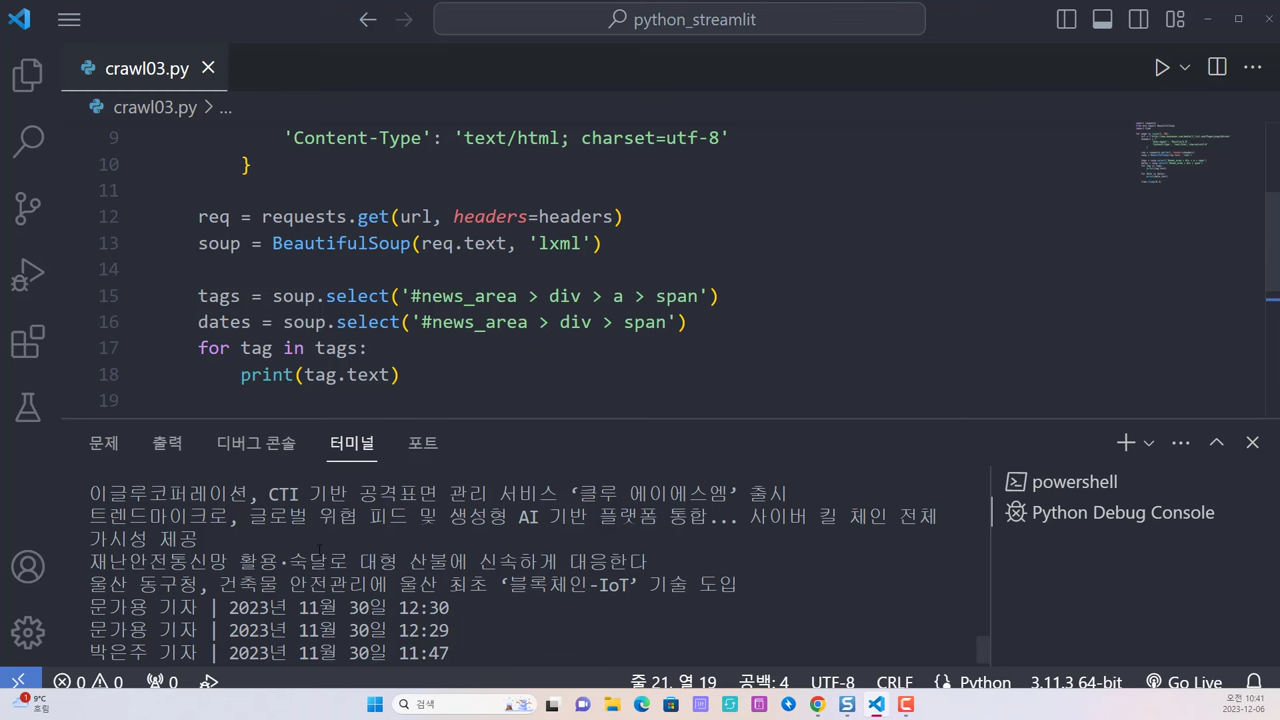 python_streamlit
crawl03.py
crawl03.py > ...
9 'Content-Type': 'text/html; charset=utf-8'
10 }
11
12 req = requests.get(url, headers=headers)
13 soup = BeautifulSoup(req.text, 'lxml')
14
15 tags = soup.select('#news_area > div > a > span')
16 dates = soup.select('#news_area > div > span')
17 for tag in tags:
18 print(tag.text)
19
문제 출력 디버그 콘솔 터미널 포트
이글루코퍼레이션, CTI 기반 공격표면 관리 서비스 ‘클루 에이에스엠’ 출시
트렌드마이크로, 글로벌 위협 피드 및 생성형 AI 기반 플랫폼 통합... 사이버 킬 체인 전체
가시성 제공
재난안전통신망 활용·숙달로 대형 산불에 신속하게 대응한다
울산 동구청, 건축물 안전관리에 울산 최초 ‘블록체인-IoT’ 기술 도입
문가용 기자 | 2023년 11월 30일 12:30
문가용 기자 | 2023년 11월 30일 12:29
박은주 기자 | 2023년 11월 30일 11:47
powershell
Python Debug Console
0 0 0 줄 21, 열 19 공백: 4 UTF-8 CRLF Python 3.11.3 64-bit Go Live
1 9°C
흐림
검색
오전 10:41
2023-12-06